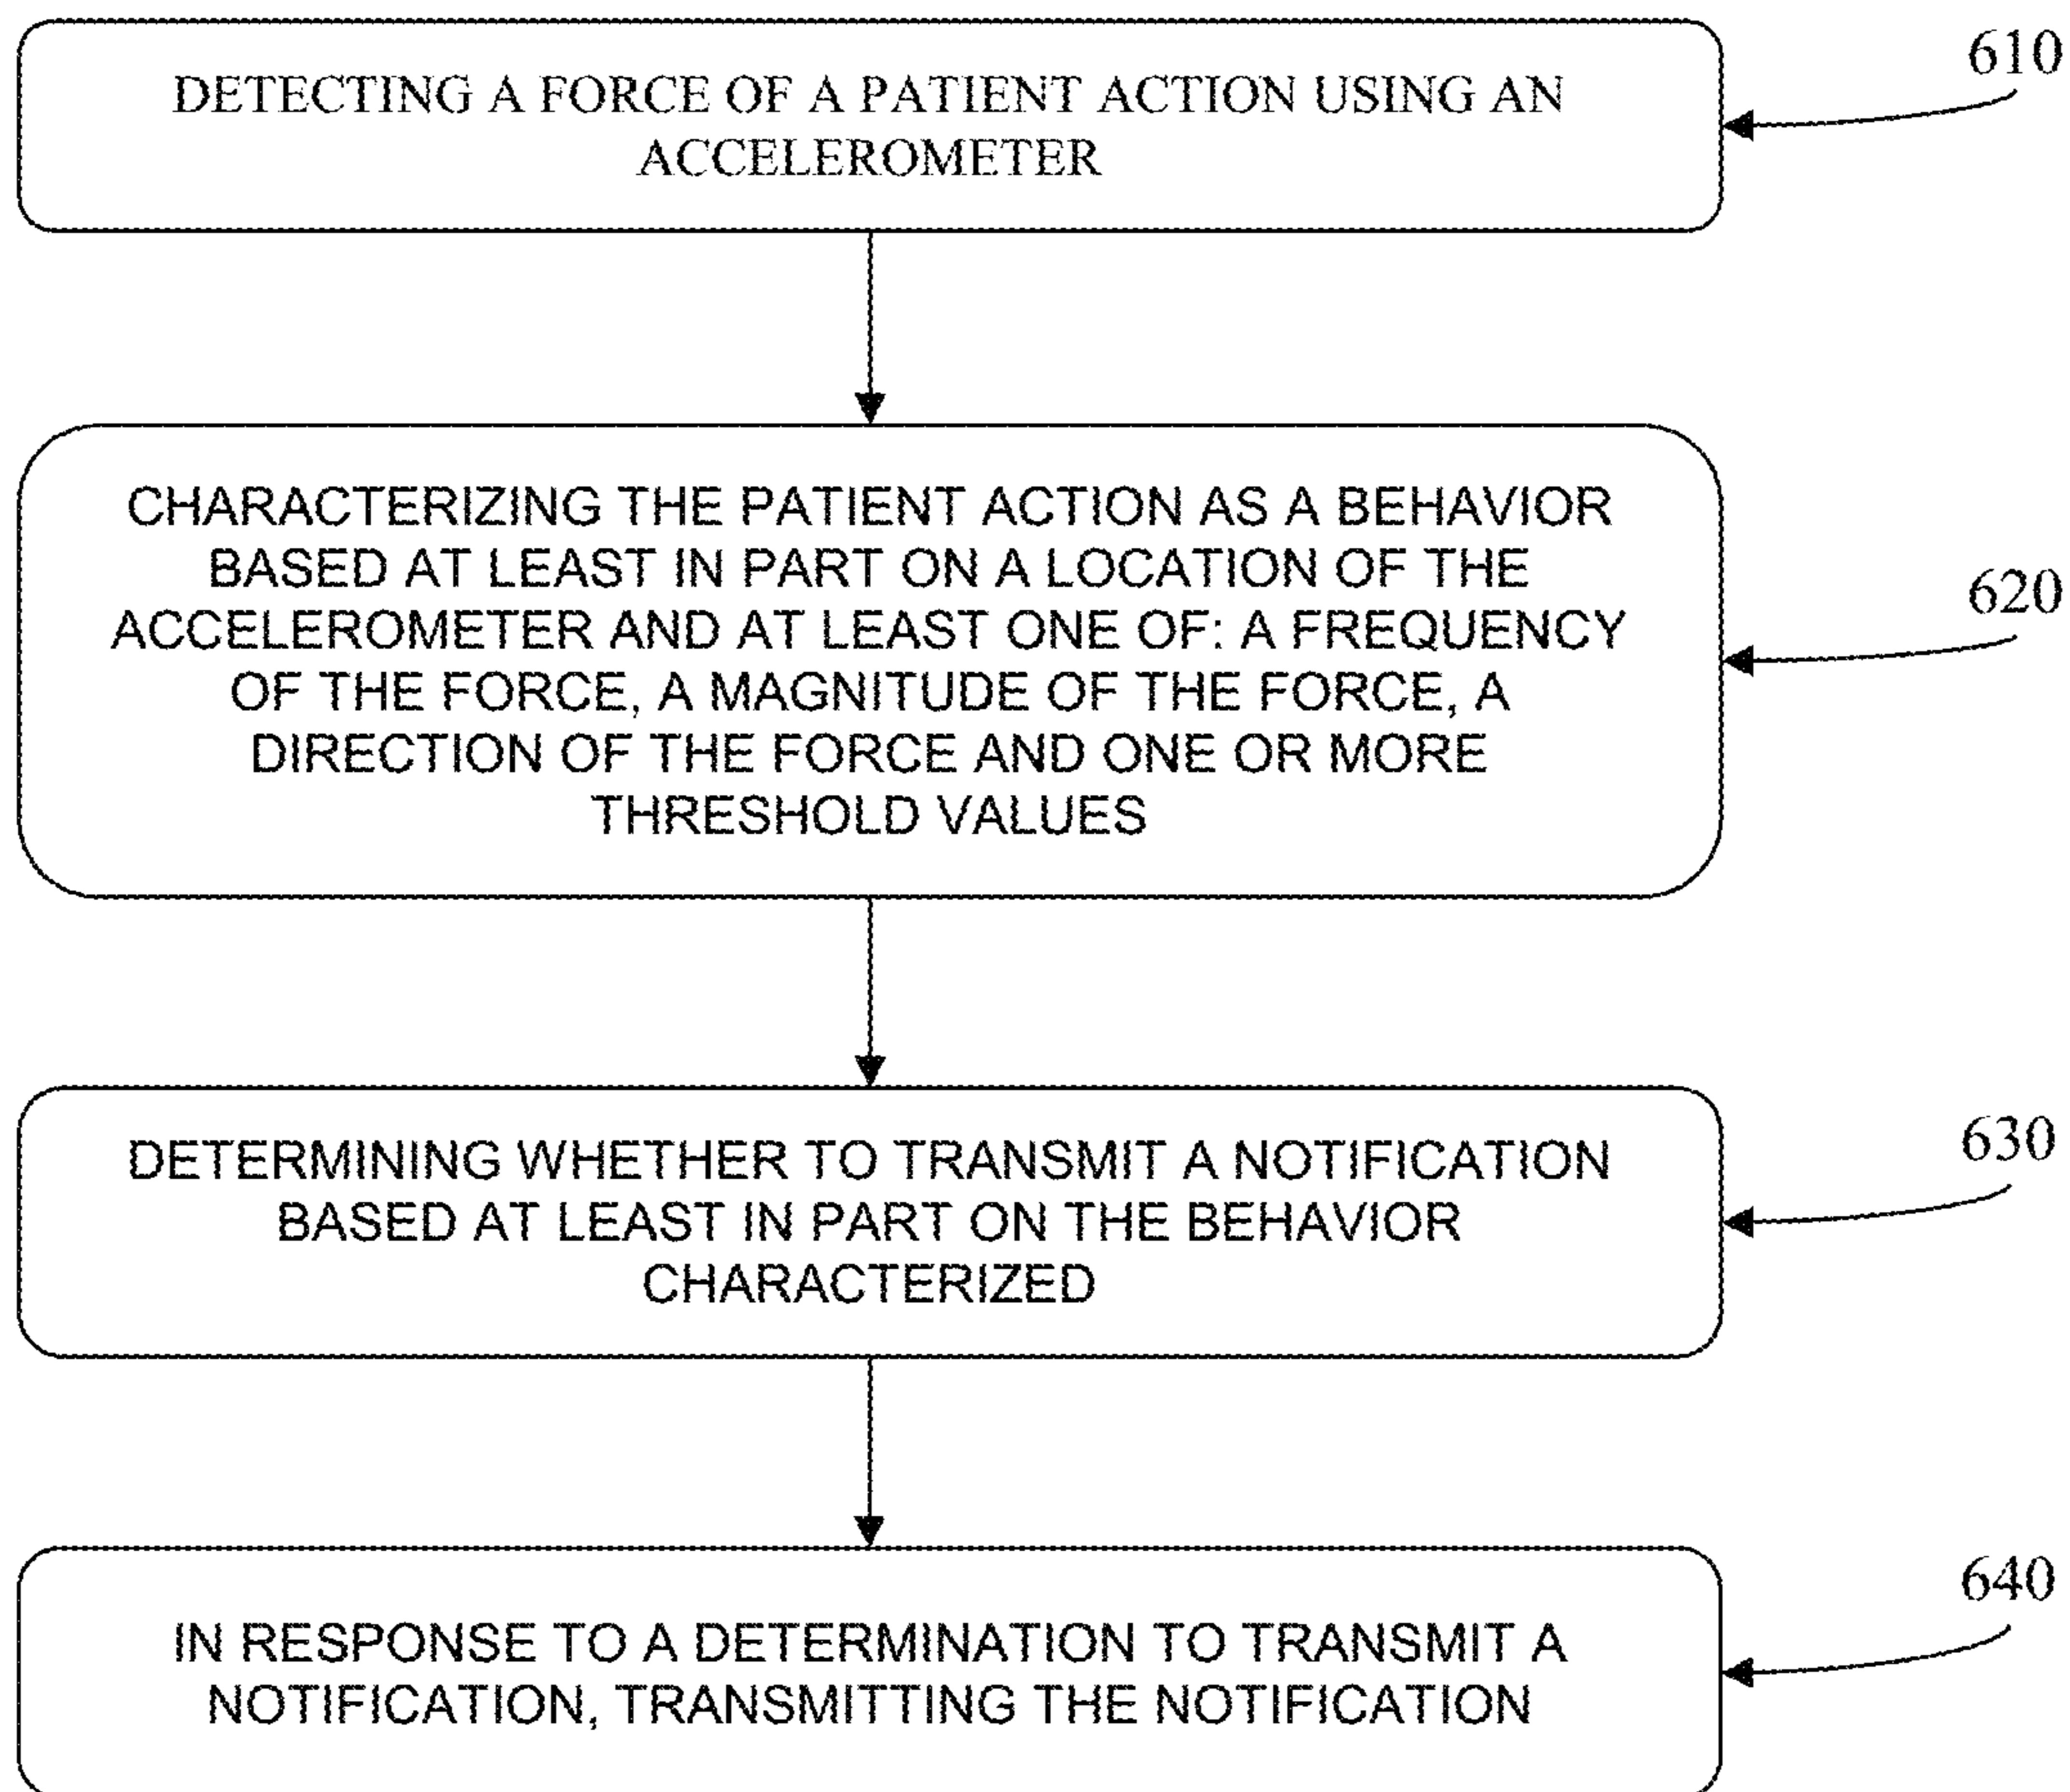 DETECTING A FORCE OF A PATIENT ACTION USING AN
ACCELEROMETER
610
CHARACTERIZING THE PATIENT ACTION AS A BEHAVIOR
BASED AT LEAST IN PART ON A LOCATION OF THE
ACCELEROMETER AND AT LEAST ONE OF: A FREQUENCY
OF THE FORCE, A MAGNITUDE OF THE FORCE, A
DIRECTION OF THE FORCE AND ONE OR MORE
THRESHOLD VALUES
620
DETERMINING WHETHER TO TRANSMIT A NOTIFICATION
BASED AT LEAST IN PART ON THE BEHAVIOR
CHARACTERIZED
630
IN RESPONSE TO A DETERMINATION TO TRANSMIT A
NOTIFICATION, TRANSMITTING THE NOTIFICATION
640